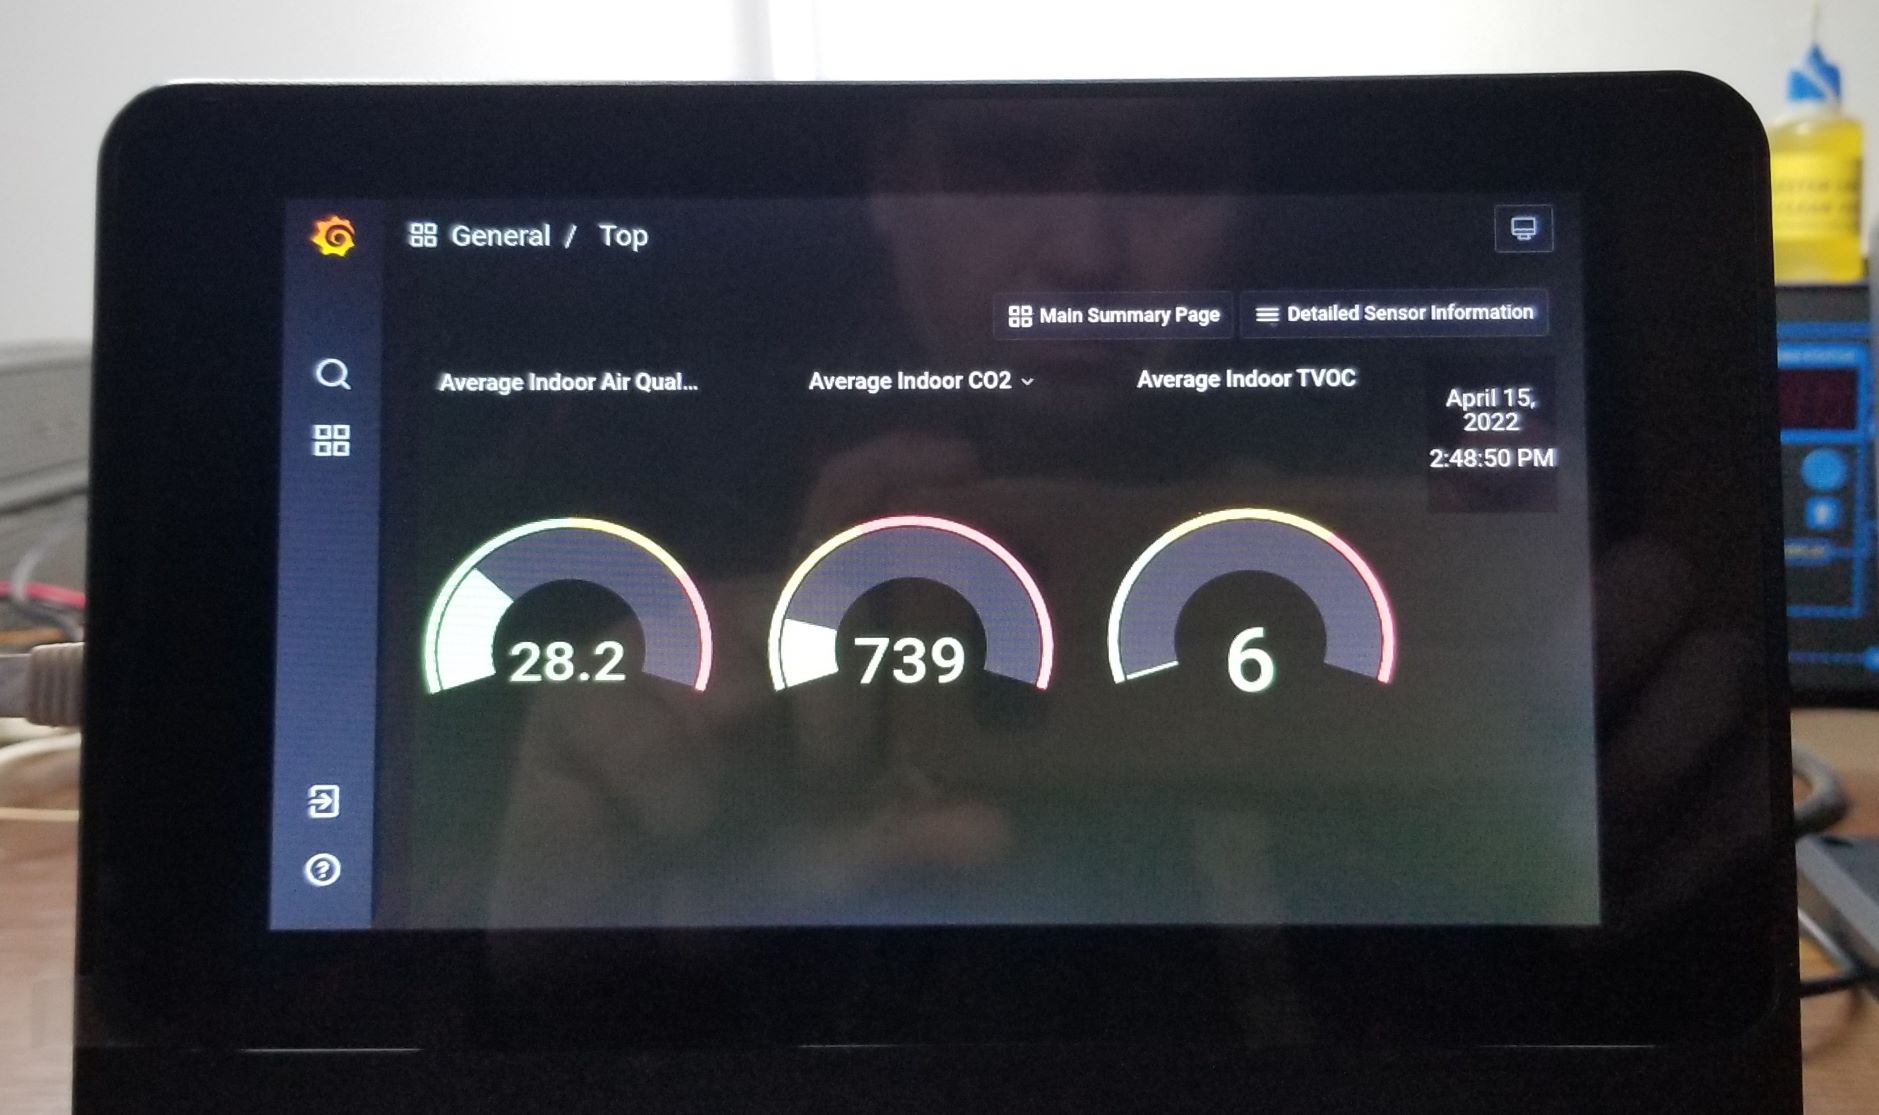 General / Top
Main Summary Page
Detailed Sensor Information
Average Indoor Air Qual...
Average Indoor CO2
Average Indoor TVOC
April 15,
2022
2:48:50 PM
28.2
739
6